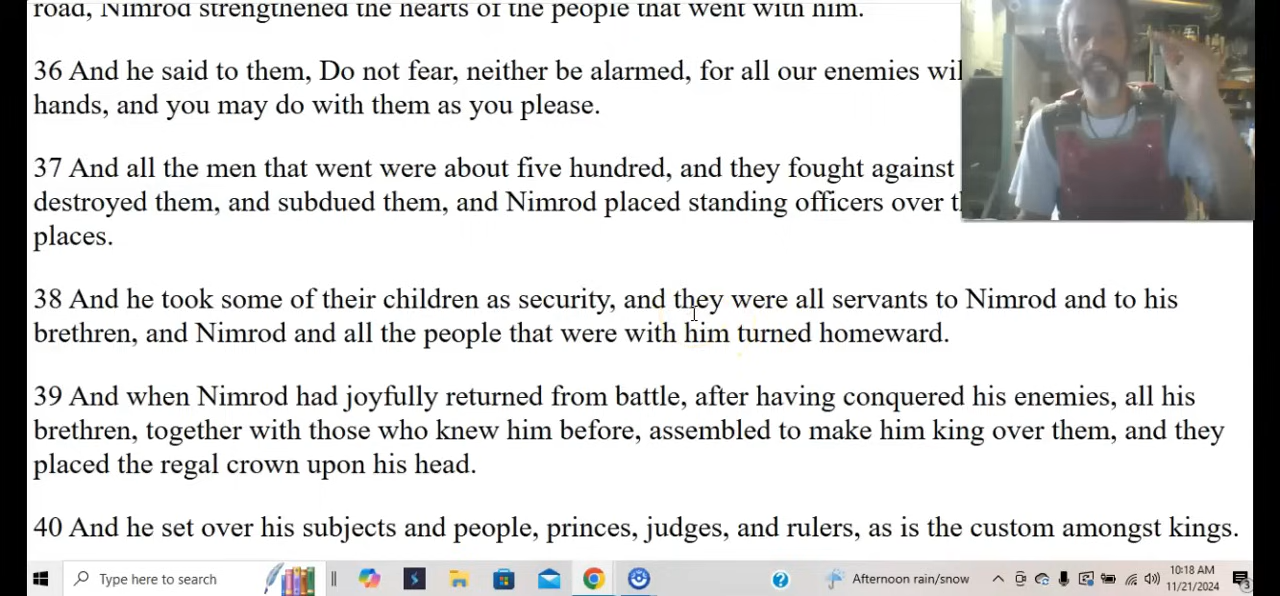 road, Nimrod strengthened the hearts of the people that went with him.
36 And he said to them, Do not fear, neither be alarmed, for all our enemies
hands, and you may do with them as you please.
37 And all the men that went were about five hundred, and they fought against
destroyed them, and subdued them, and Nimrod placed standing officers over
places.
38 And he took some of their children as security, and they were all servants to Nimrod and to his
brethren, and Nimrod and all the people that were with him turned homeward.
39 And when Nimrod had joyfully returned from battle, after having conquered his enemies, all his
brethren, together with those who knew him before, assembled to make him king over them, and they
placed the regal crown upon his head.
40 And he set over his subjects and people, princes, judges, and rulers, as is the custom amongst kings.
Type here to search
Afternoon rain/snow
10:18 AM
11/21/2024
3